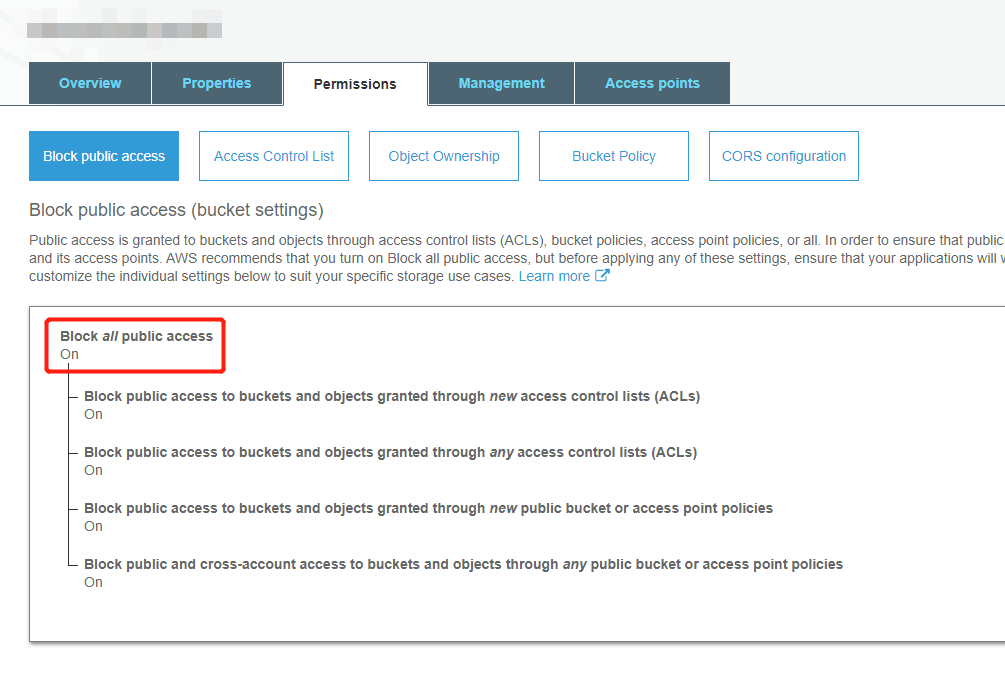 Overview
Properties
Permissions
Management
Access points
Block public access
Access Control List
Object Ownership
Bucket Policy
CORS configuration
Block public access (bucket settings)
Public access is granted to buckets and objects through access control lists (ACLs), bucket policies, access point policies, or all. In order to ensure that public
and its access points. AWS recommends that you turn on Block all public access, but before applying any of these settings, ensure that your applications will
customize the individual settings below to suit your specific storage use cases. Learn more
Block all public access
On
Block public access to buckets and objects granted through new access control lists (ACLs)
On
Block public access to buckets and objects granted through any access control lists (ACLs)
On
Block public access to buckets and objects granted through new public bucket or access point policies
On
Block public and cross-account access to buckets and objects through any public bucket or access point policies
On